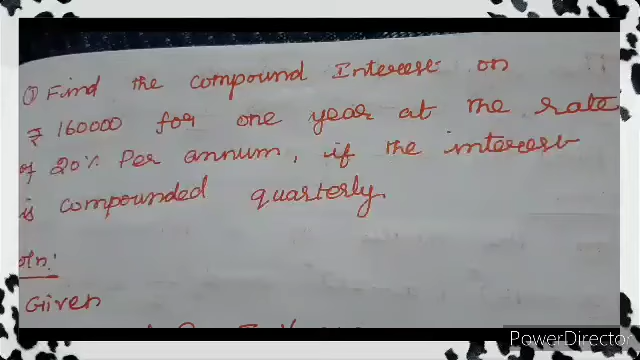 ① Find the compound Interest on
₹ 160000 for one year at the rate
of 20% Per annum, if the interest
is compounded quarterly.
oln:
Given
PowerDirector